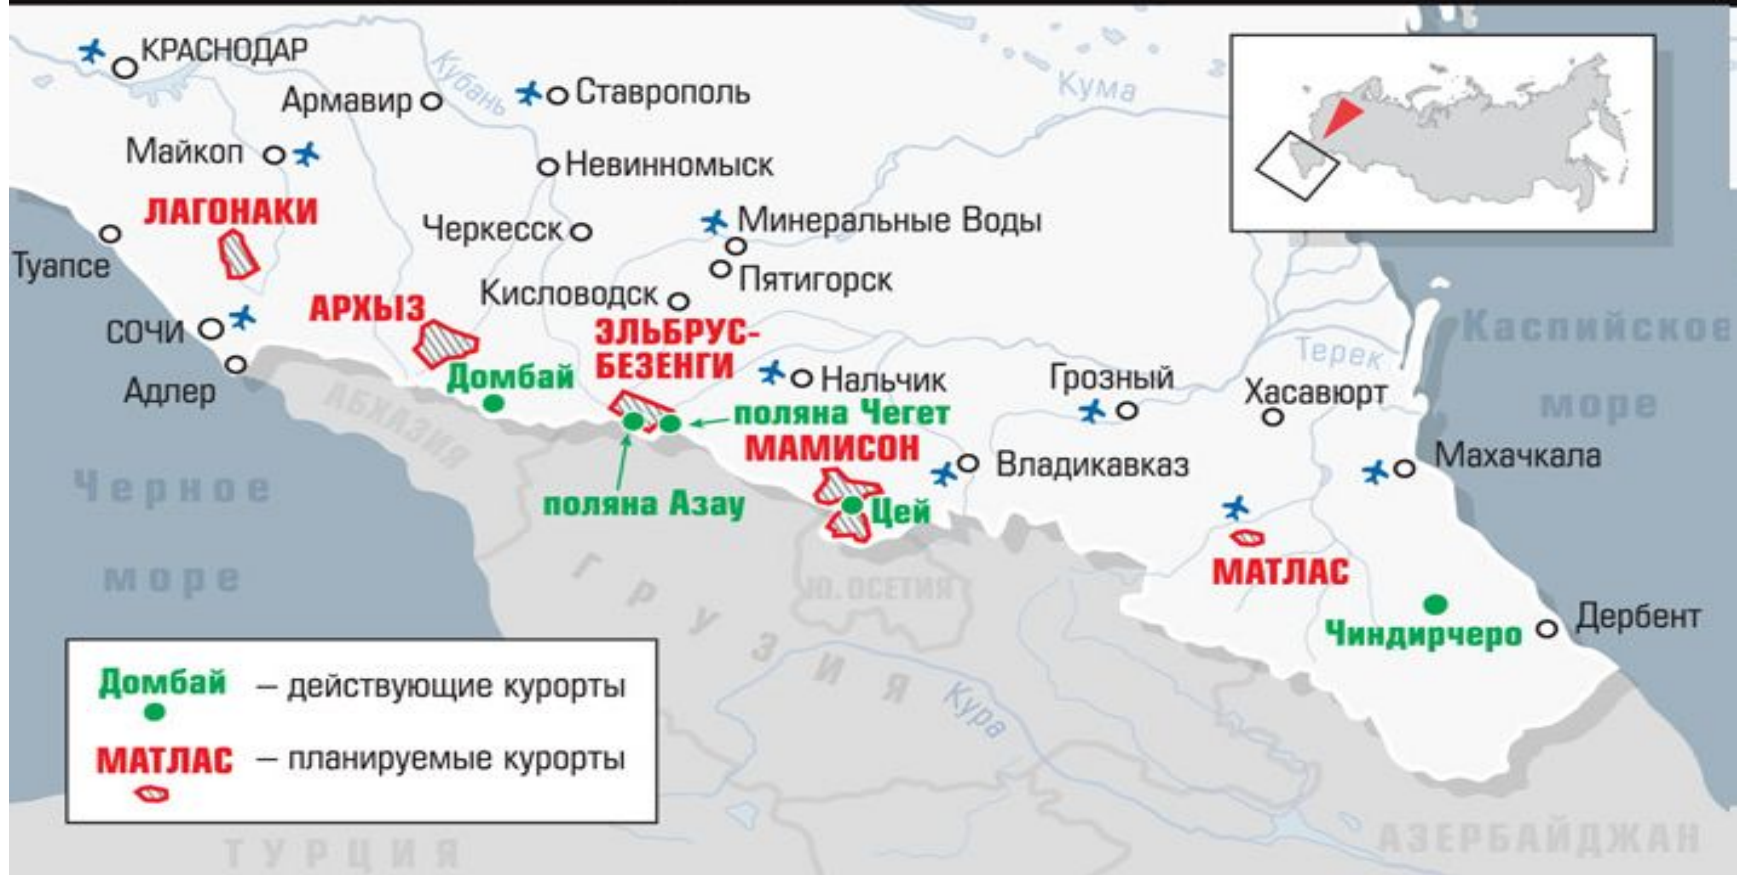 КРАСНОДАР
Кубань
Армавир
Ставрополь
Кума
Майкоп
Невинномысск
ЛАГОНАКИ
Туапсе
Черкесск
Минеральные Воды
Пятигорск
Кисловодск
АРХЫЗ
СОЧИ
ЭЛЬБРУС-
БЕЗЕНГИ
Каспийское
море
Терек
Адлер
Домбай
Нальчик
Грозный
Хасавюрт
АБХАЗИЯ
поляна Чегет
МАМИСОН
Владикавказ
Махачкала
Черное
море
поляна Азау
Цей
МАТЛАС
ГРУЗИЯ
Ю. ОСЕТИЯ
Чиндирчеро
Дербент
Кура
Домбай – действующие курорты
МАТЛАС – планируемые курорты
ТУРЦИЯ
АЗЕРБАЙДЖАН